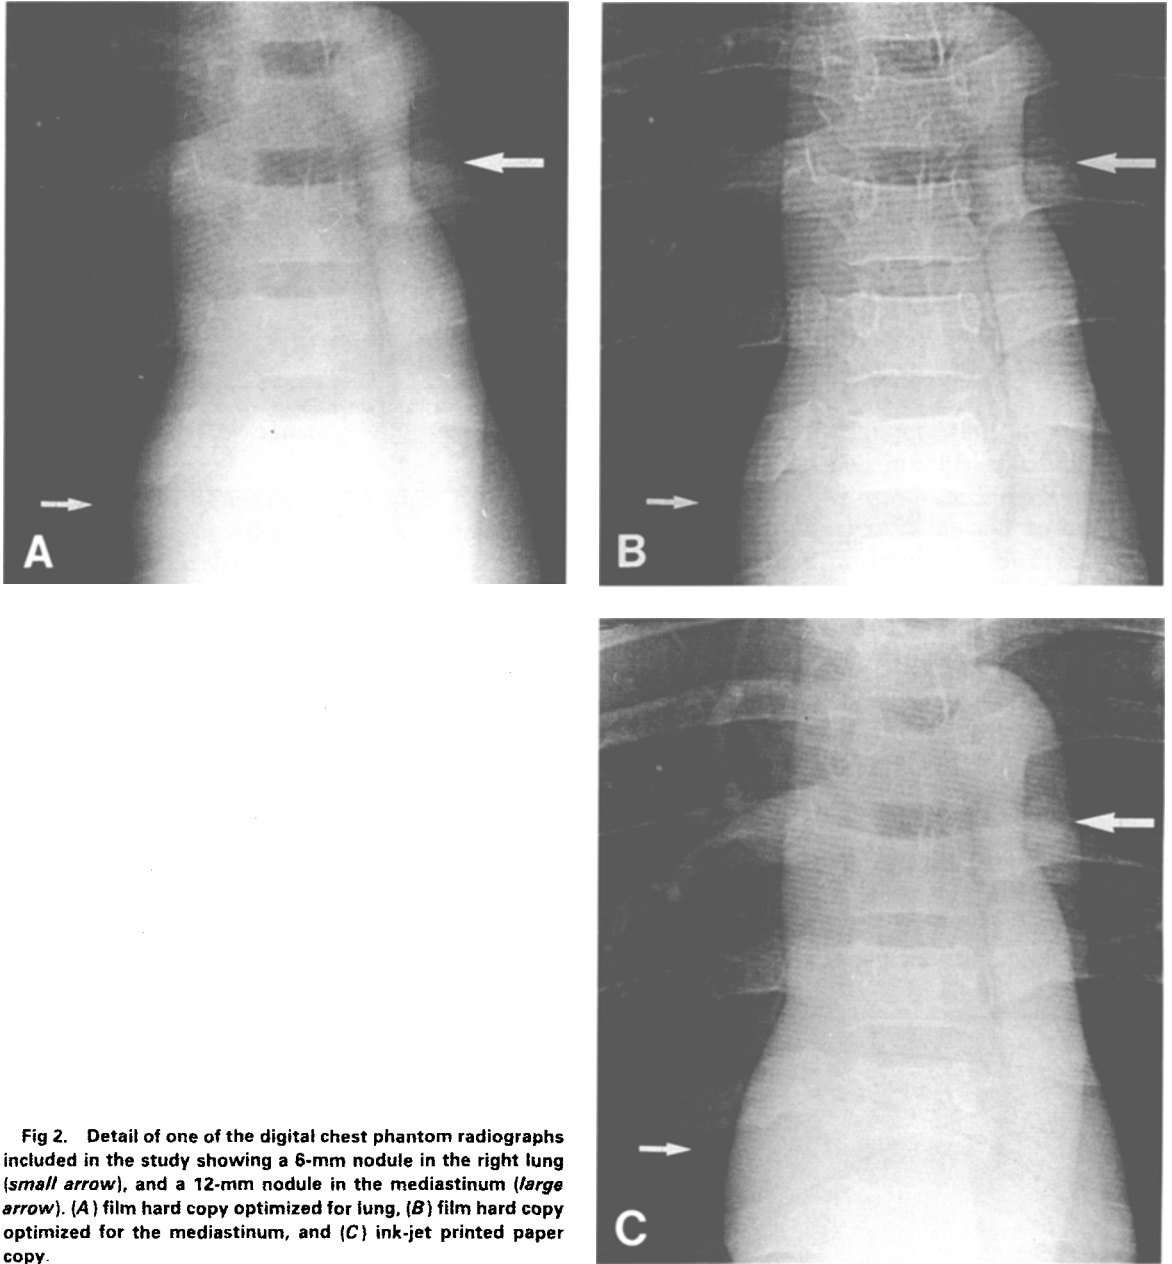 A
B
C
Fig 2. Detail of one of the digital chest phantom radiographs
included in the study showing a 6-mm nodule in the right lung
(small arrow), and a 12-mm nodule in the mediastinum (large
arrow). (A) film hard copy optimized for lung, (B) film hard copy
optimized for the mediastinum, and (C) ink-jet printed paper
copy.